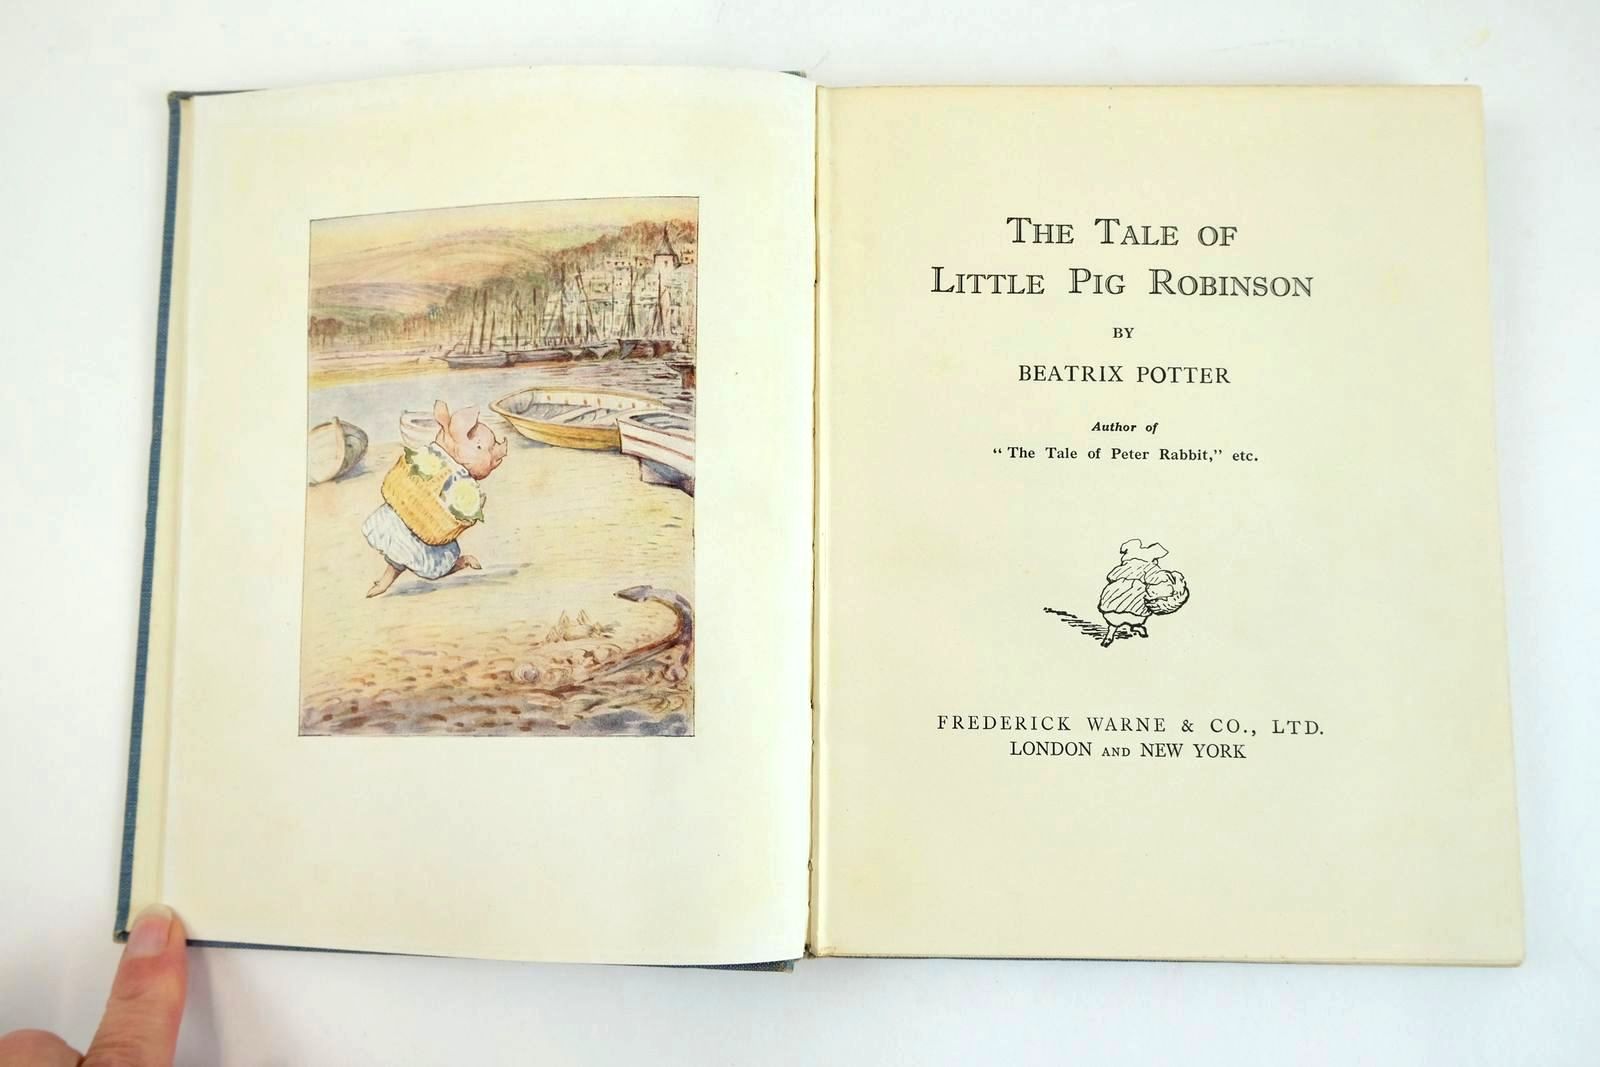 The Tale of
Little Pig Robinson
BY
BEATRIX POTTER
Author of
“The Tale of Peter Rabbit,” etc.
FREDERICK WARNE & CO., LTD.
LONDON AND NEW YORK